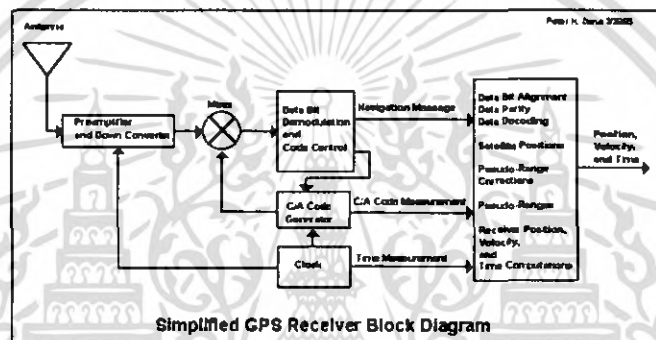 Antenna
Peter H. Dana
Preamplifier
and Down Converter
Mixer
Data Bit
Demodulation
and
Code Control
Navigation Message
C/A Code
Generator
C/A Code Measurement
Clock
Time Measurement
Data Bit Alignment
Data Parity
Data Decoding
Satellite Positions
Pseudo-Range
Corrections
Pseudo-Ranges
Receiver Position,
Velocity,
and
Time Computations
Position,
Velocity,
and Time
Simplified GPS Receiver Block Diagram